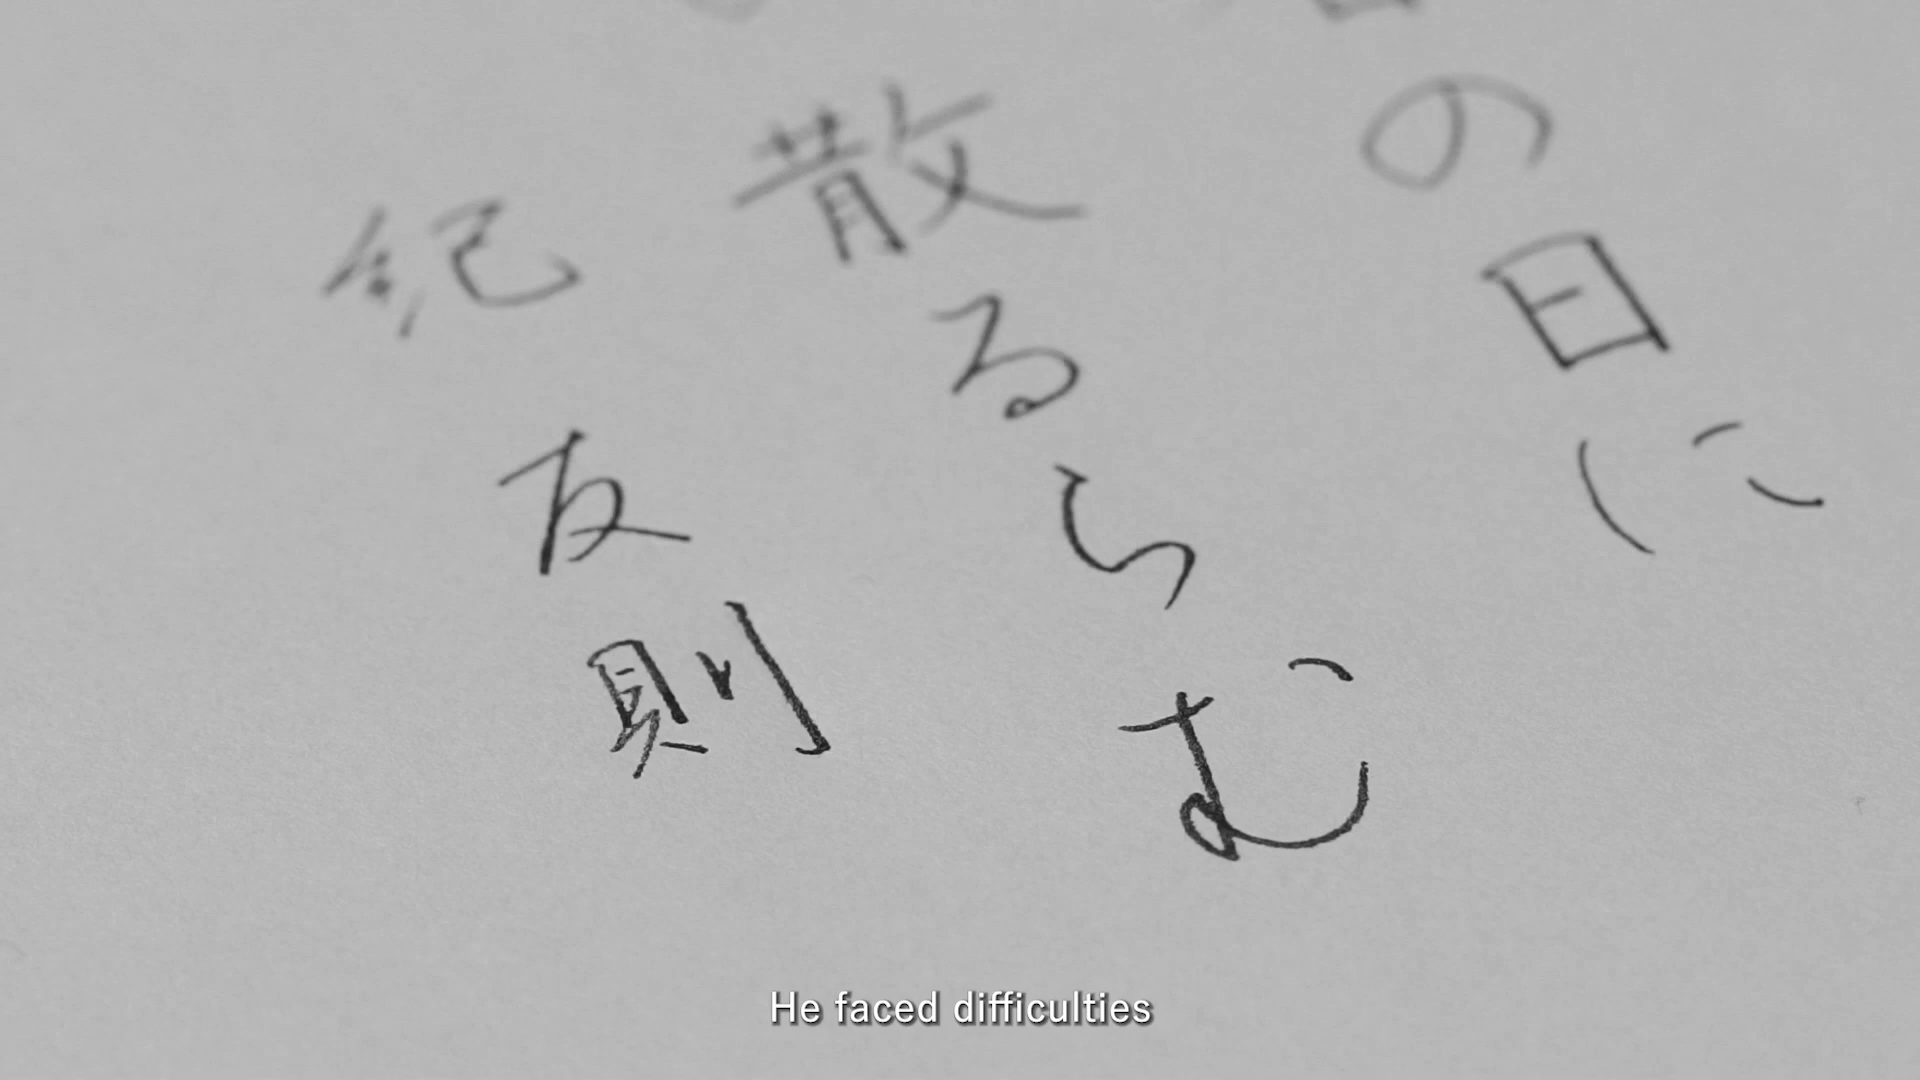 の日に
散るらむ
紀友則
He faced difficulties